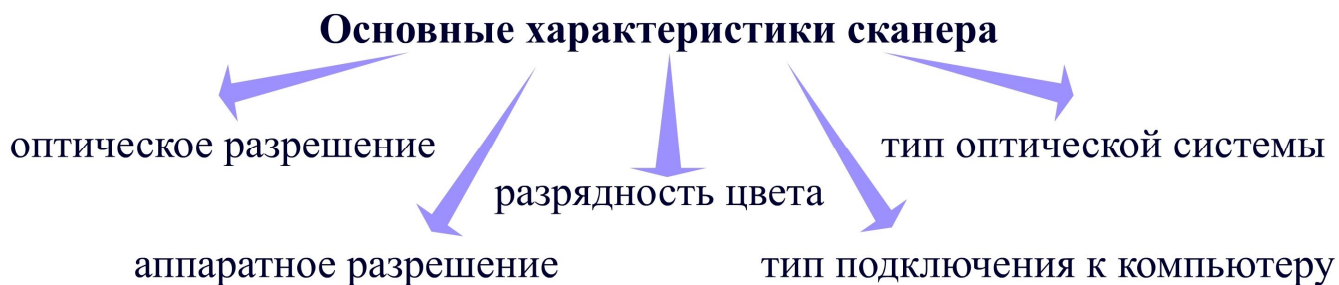 Основные характеристики сканера
оптическое разрешение
тип оптической системы
разрядность цвета
аппаратное разрешение
тип подключения к компьютеру